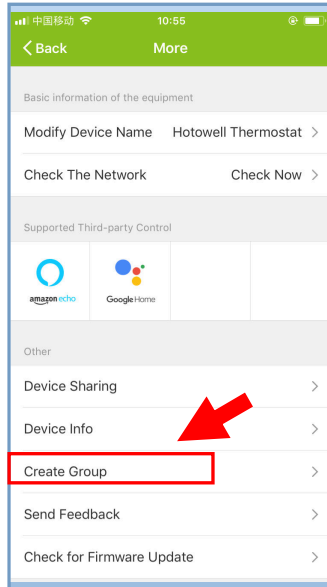 中国移动 10:55
Back More
Basic information of the equipment
Modify Device Name Hotowell Thermostat
Check The Network Check Now
Supported Third-party Control
amazon echo Google Home
Other
Device Sharing
Device Info
Create Group
Send Feedback
Check for Firmware Update